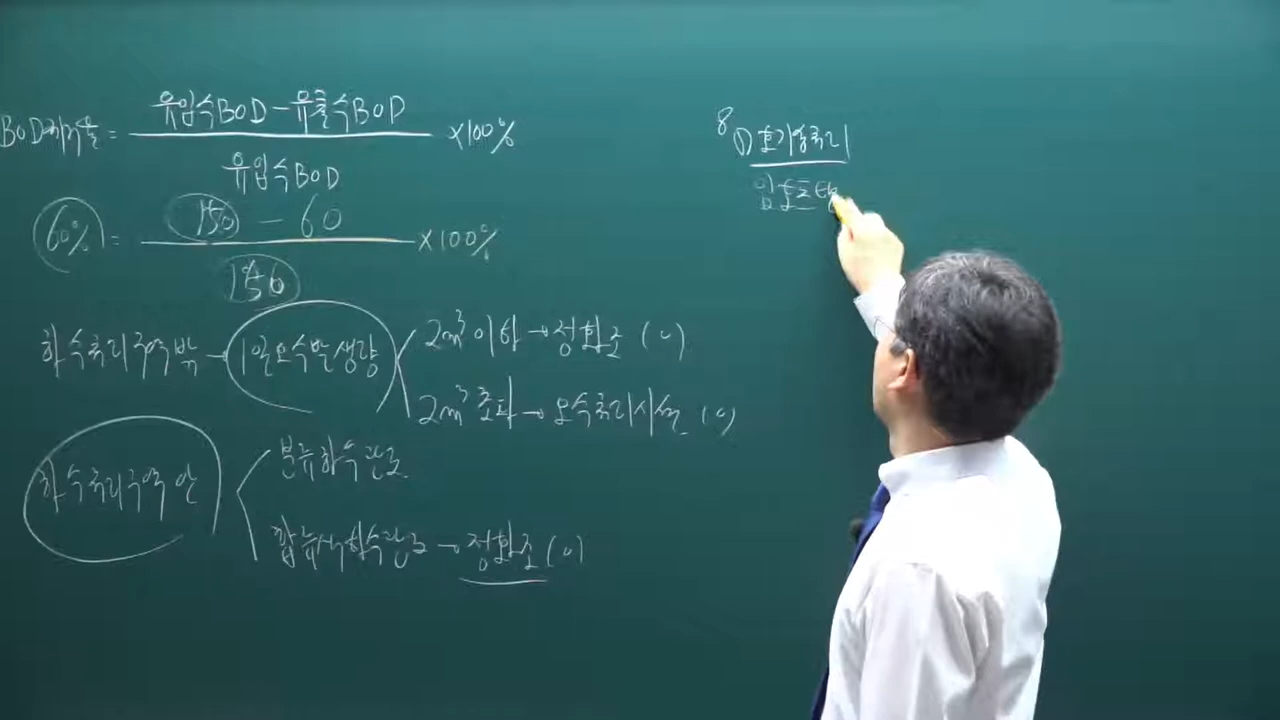 BOD제거율 = 유입수BOD - 유출수BOD / 유입수BOD ×100%
60% = 150 - 60 / 150 ×100%
하수처리구역 밖 → 1일오수발생량
2m³ 이하 → 정화조 (o)
2m³ 초과 → 오수처리시설 (o)
하수처리구역 안
분류하수관로
합류식하수관로 → 정화조 (o)
8
1) 호기성처리